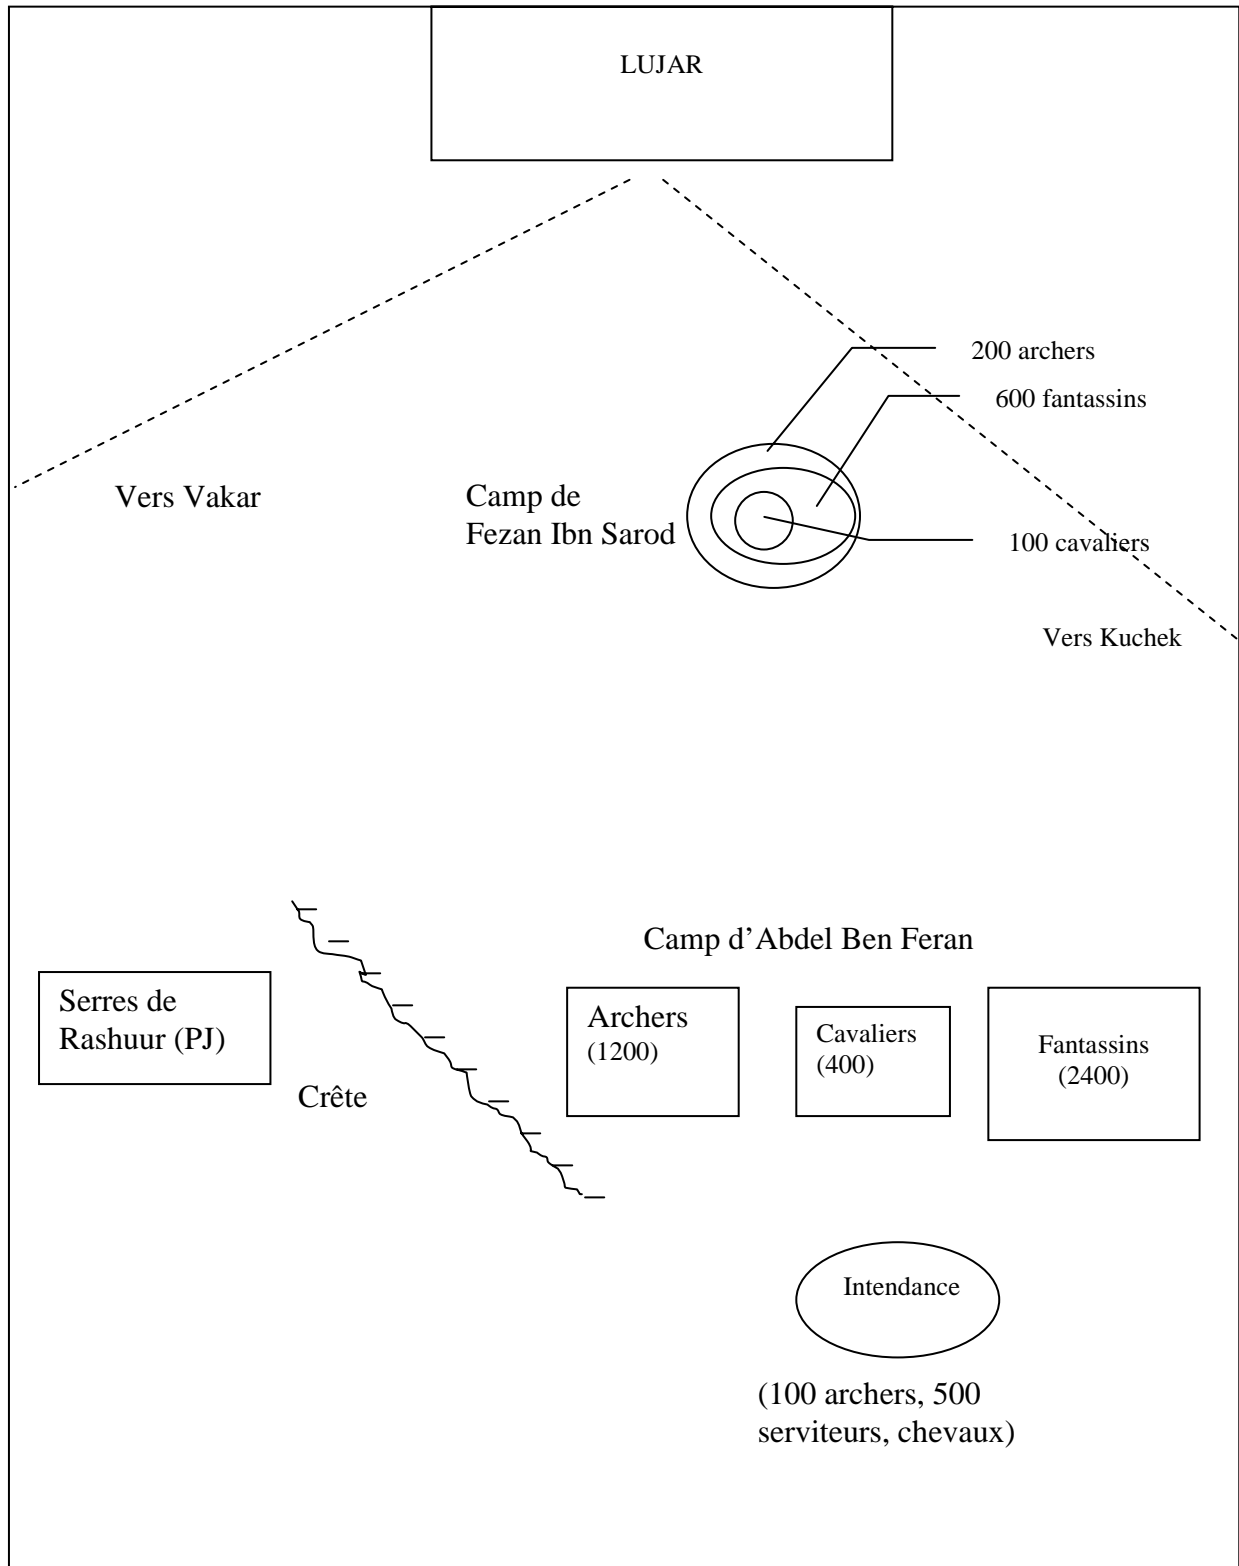 LUJAR
200 archers
600 fantassins
Vers Vakar
Camp de
Fezan Ibn Sarod
100 cavaliers
Vers Kuchek
Camp d’Abdel Ben Feran
Serres de
Rashuur (PJ)
Archers
(1200)
Cavaliers
(400)
Fantassins
(2400)
Crête
Intendance
(100 archers, 500
serviteurs, chevaux)